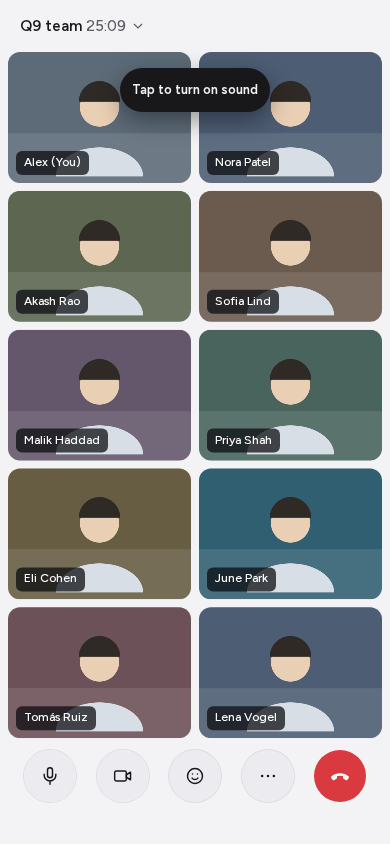 Q9 team 25:09
Tap to turn on sound
Alex (You)
Nora Patel
Akash Rao
Sofia Lind
Malik Haddad
Priya Shah
Eli Cohen
June Park
Tomás Ruiz
Lena Vogel